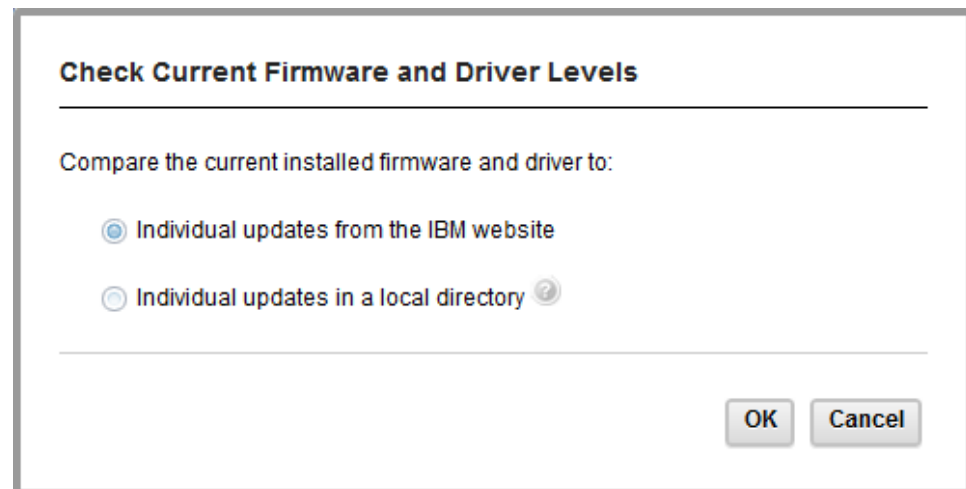 Check Current Firmware and Driver Levels
Compare the current installed firmware and driver to:
Individual updates from the IBM website
Individual updates in a local directory ?
OK Cancel